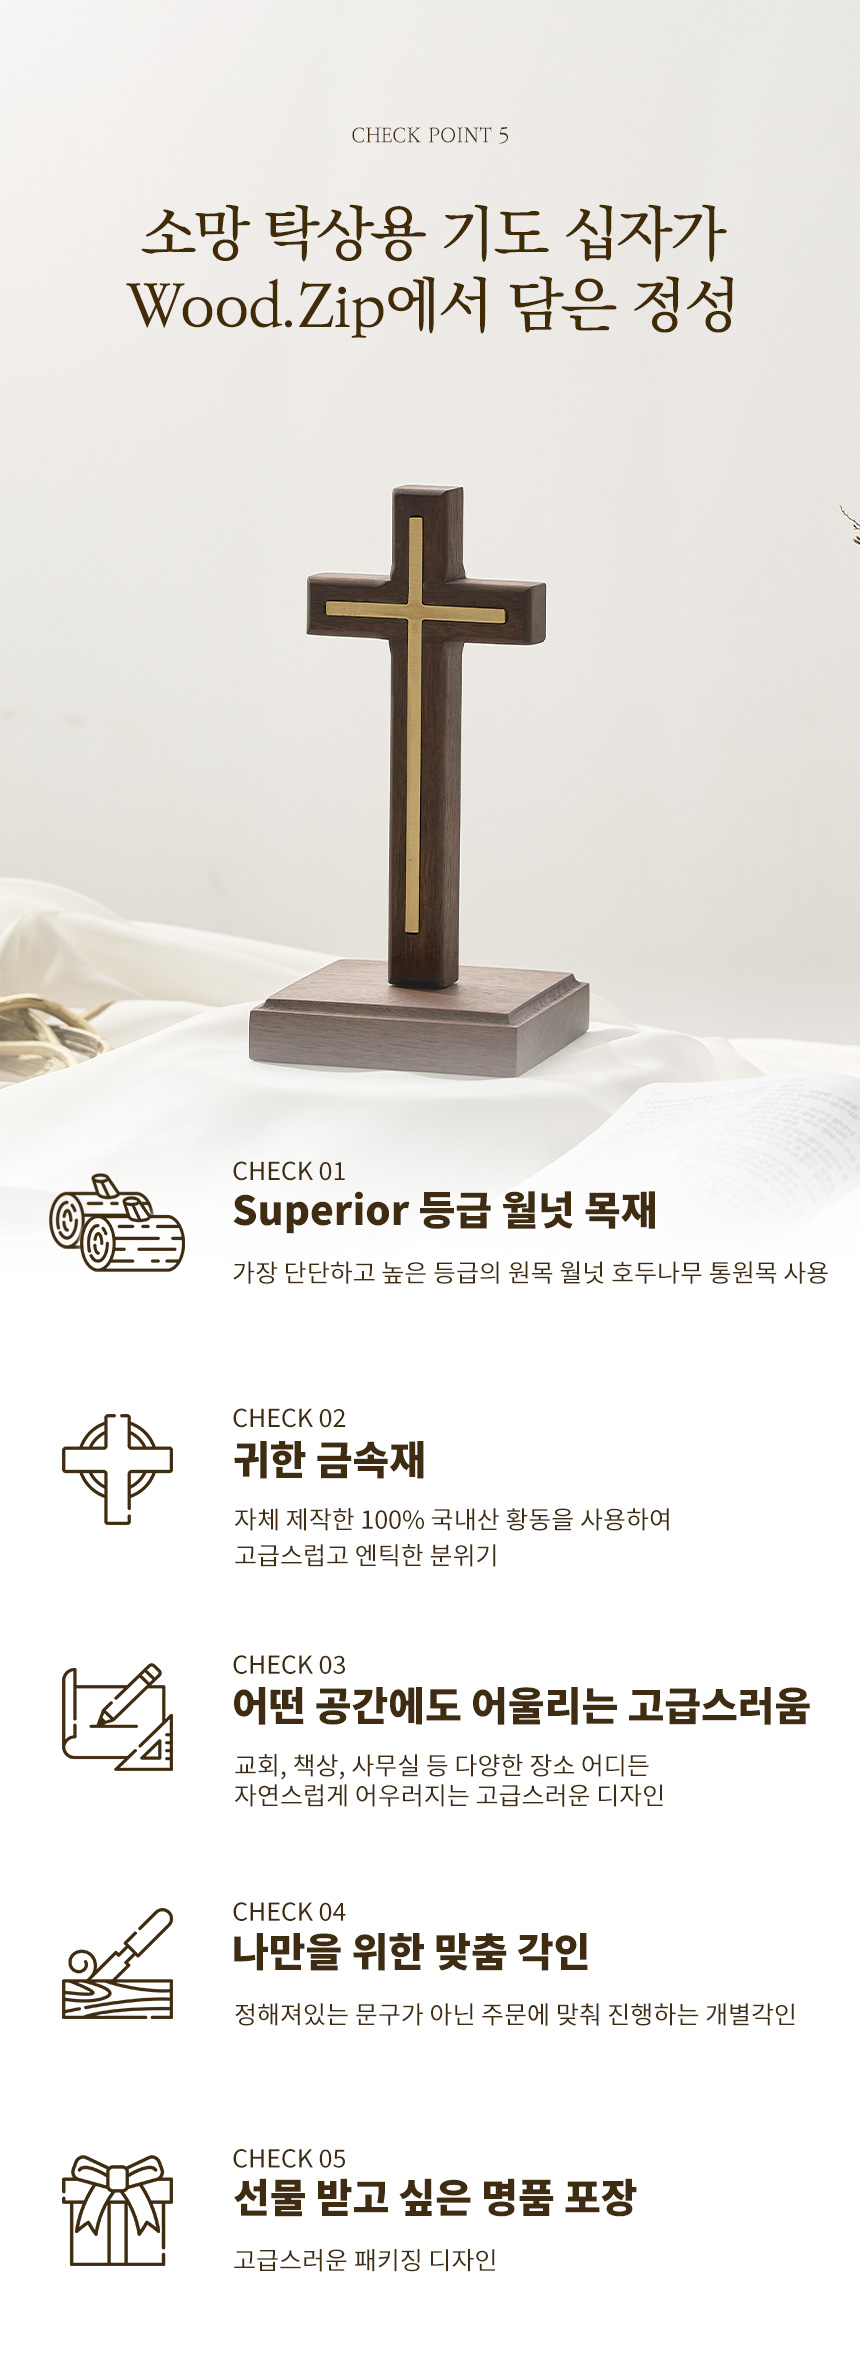 CHECK POINT 5
소망 탁상용 기도 십자가
Wood.Zip에서 담은 정성
CHECK 01
Superior 등급 월넛 목재
가장 단단하고 높은 등급의 원목 월넛 호두나무 통원목 사용
CHECK 02
귀한 금속재
자체 제작한 100% 국내산 황동을 사용하여
고급스럽고 엔틱한 분위기
CHECK 03
어떤 공간에도 어울리는 고급스러움
교회, 책상, 사무실 등 다양한 장소 어디든
자연스럽게 어우러지는 고급스러운 디자인
CHECK 04
나만을 위한 맞춤 각인
정해져있는 문구가 아닌 주문에 맞춰 진행하는 개별각인
CHECK 05
선물 받고 싶은 명품 포장
고급스러운 패키징 디자인